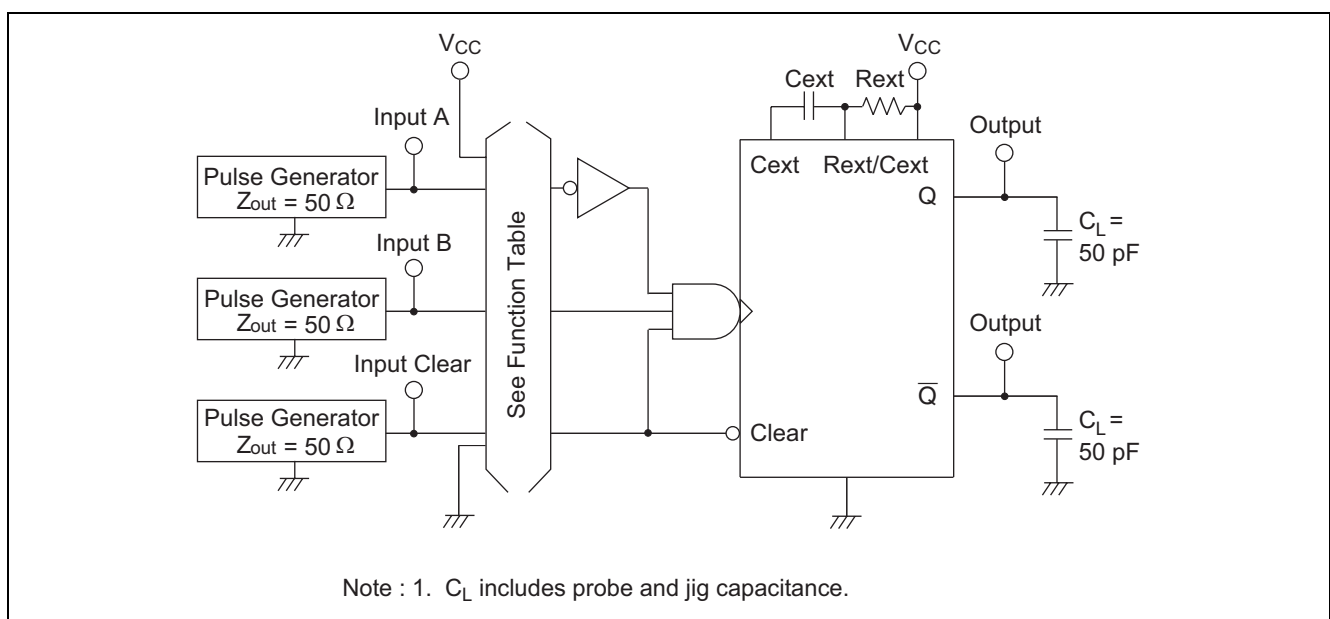 VCC
VCC
Cext
Rext
Input A
Output
Pulse Generator
Zout = 50 Ω
Cext
Rext/Cext
Q
CL =
50 pF
Input B
Pulse Generator
Zout = 50 Ω
See Function Table
Output
Input Clear
Q̅
Pulse Generator
Zout = 50 Ω
Clear
CL =
50 pF
Note : 1. CL includes probe and jig capacitance.